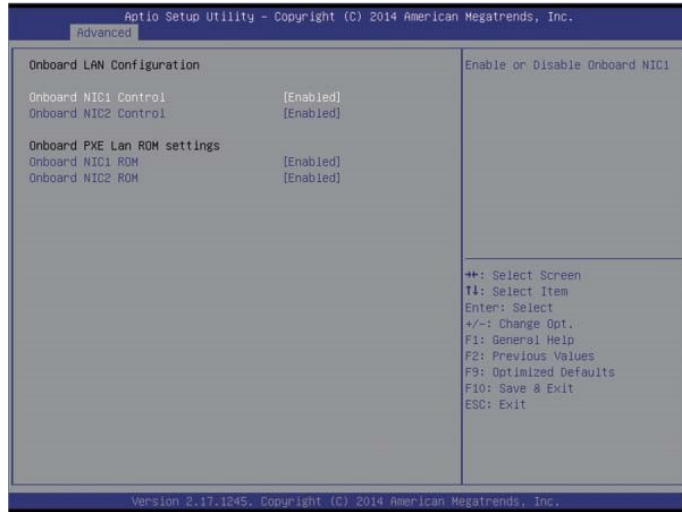 Aptio Setup Utility – Copyright (C) 2014 American Megatrends, Inc.
Advanced
Onboard LAN Configuration
Onboard NIC1 Control [Enabled]
Onboard NIC2 Control [Enabled]
Onboard PXE Lan ROM settings
Onboard NIC1 ROM [Enabled]
Onboard NIC2 ROM [Enabled]
Enable or Disable Onboard NIC1
→←: Select Screen
↑↓: Select Item
Enter: Select
+/-: Change Opt.
F1: General Help
F2: Previous Values
F9: Optimized Defaults
F10: Save & Exit
ESC: Exit
Version 2.17.1245. Copyright (C) 2014 American Megatrends, Inc.